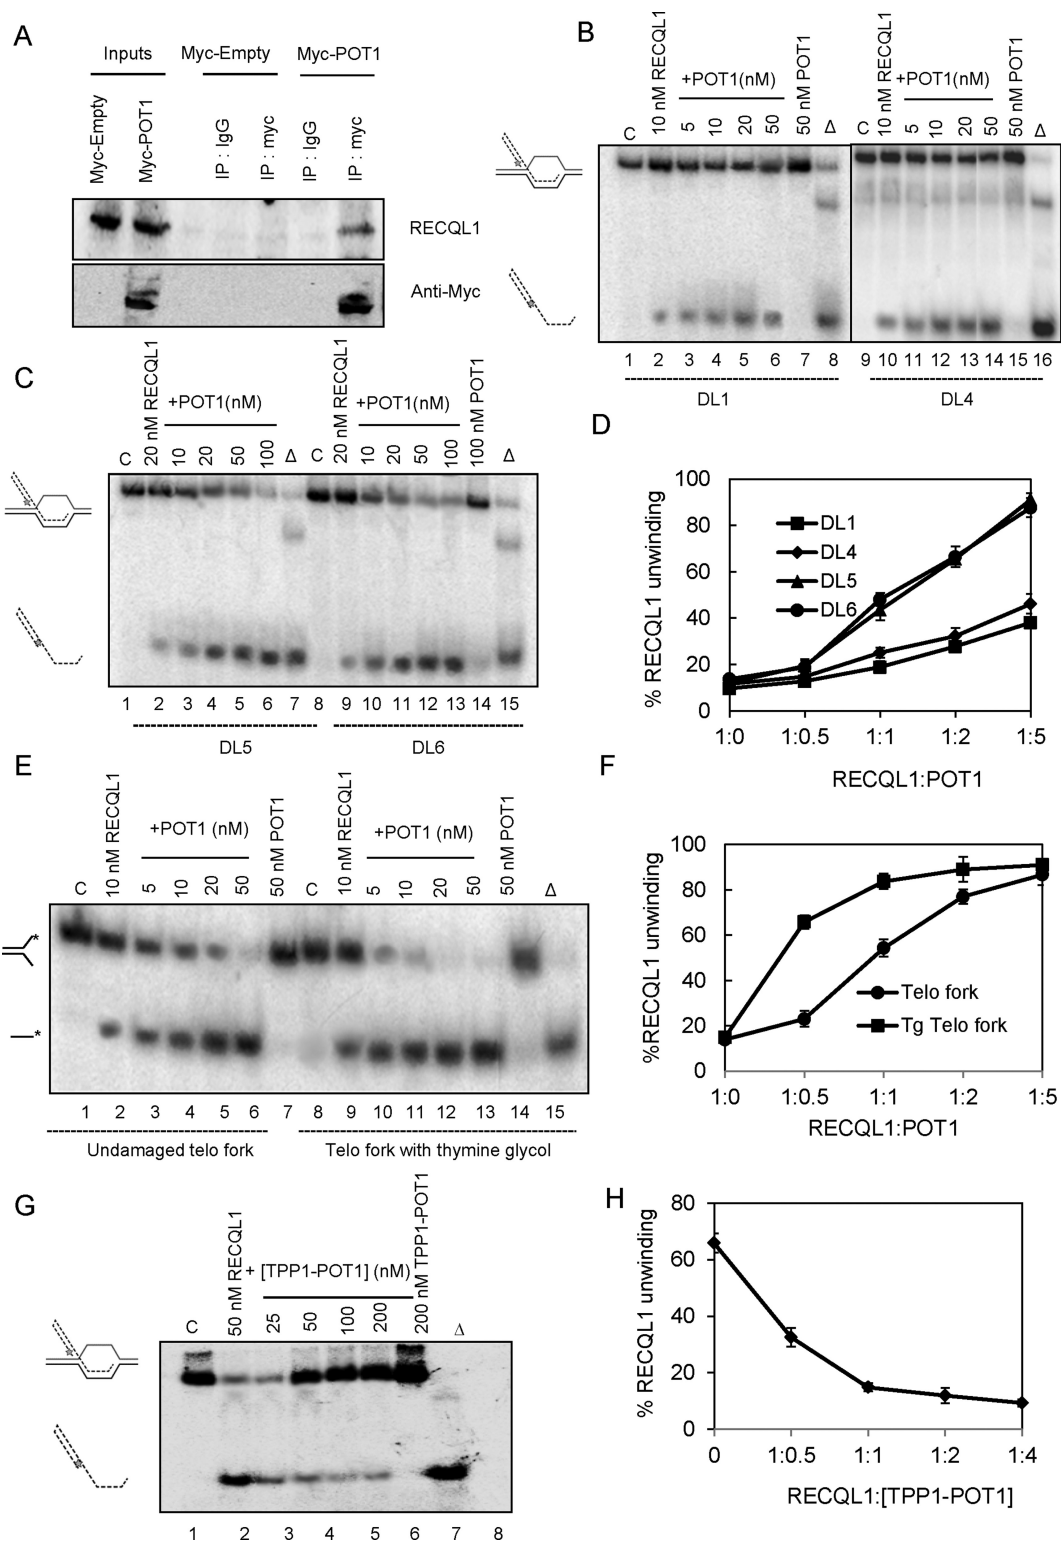 A
Inputs
Myc-Empty
Myc-POT1
Myc-Empty
Myc-POT1
IP : IgG
IP : myc
IP : IgG
IP : myc
RECQL1
Anti-Myc
B
C
10 nM RECQL1
+POT1(nM)
5
10
20
50
50 nM POT1
Δ
C
10 nM RECQL1
+POT1(nM)
5
10
20
50
50 nM POT1
Δ
1 2 3 4 5 6 7 8 9 10 11 12 13 14 15 16
DL1
DL4
C
C
20 nM RECQL1
+POT1(nM)
10
20
50
100
Δ
C
20 nM RECQL1
+POT1(nM)
10
20
50
100
100 nM POT1
Δ
1 2 3 4 5 6 7 8 9 10 11 12 13 14 15
DL5
DL6
D
% RECQL1 unwinding
100
80
60
40
20
0
DL1
DL4
DL5
DL6
1:0 1:0.5 1:1 1:2 1:5
RECQL1:POT1
E
C
10 nM RECQL1
+POT1 (nM)
5
10
20
50
50 nM POT1
C
10 nM RECQL1
+POT1 (nM)
5
10
20
50
50 nM POT1
Δ
*
*
1 2 3 4 5 6 7 8 9 10 11 12 13 14 15
Undamaged telo fork
Telo fork with thymine glycol
F
%RECQL1 unwinding
100
80
60
40
20
0
Telo fork
Tg Telo fork
1:0 1:0.5 1:1 1:2 1:5
RECQL1:POT1
G
C
50 nM RECQL1
+ [TPP1-POT1] (nM)
25
50
100
200
200 nM TPP1-POT1
Δ
1 2 3 4 5 6 7 8
H
% RECQL1 unwinding
80
60
40
20
0
0 1:0.5 1:1 1:2 1:4
RECQL1:[TPP1-POT1]